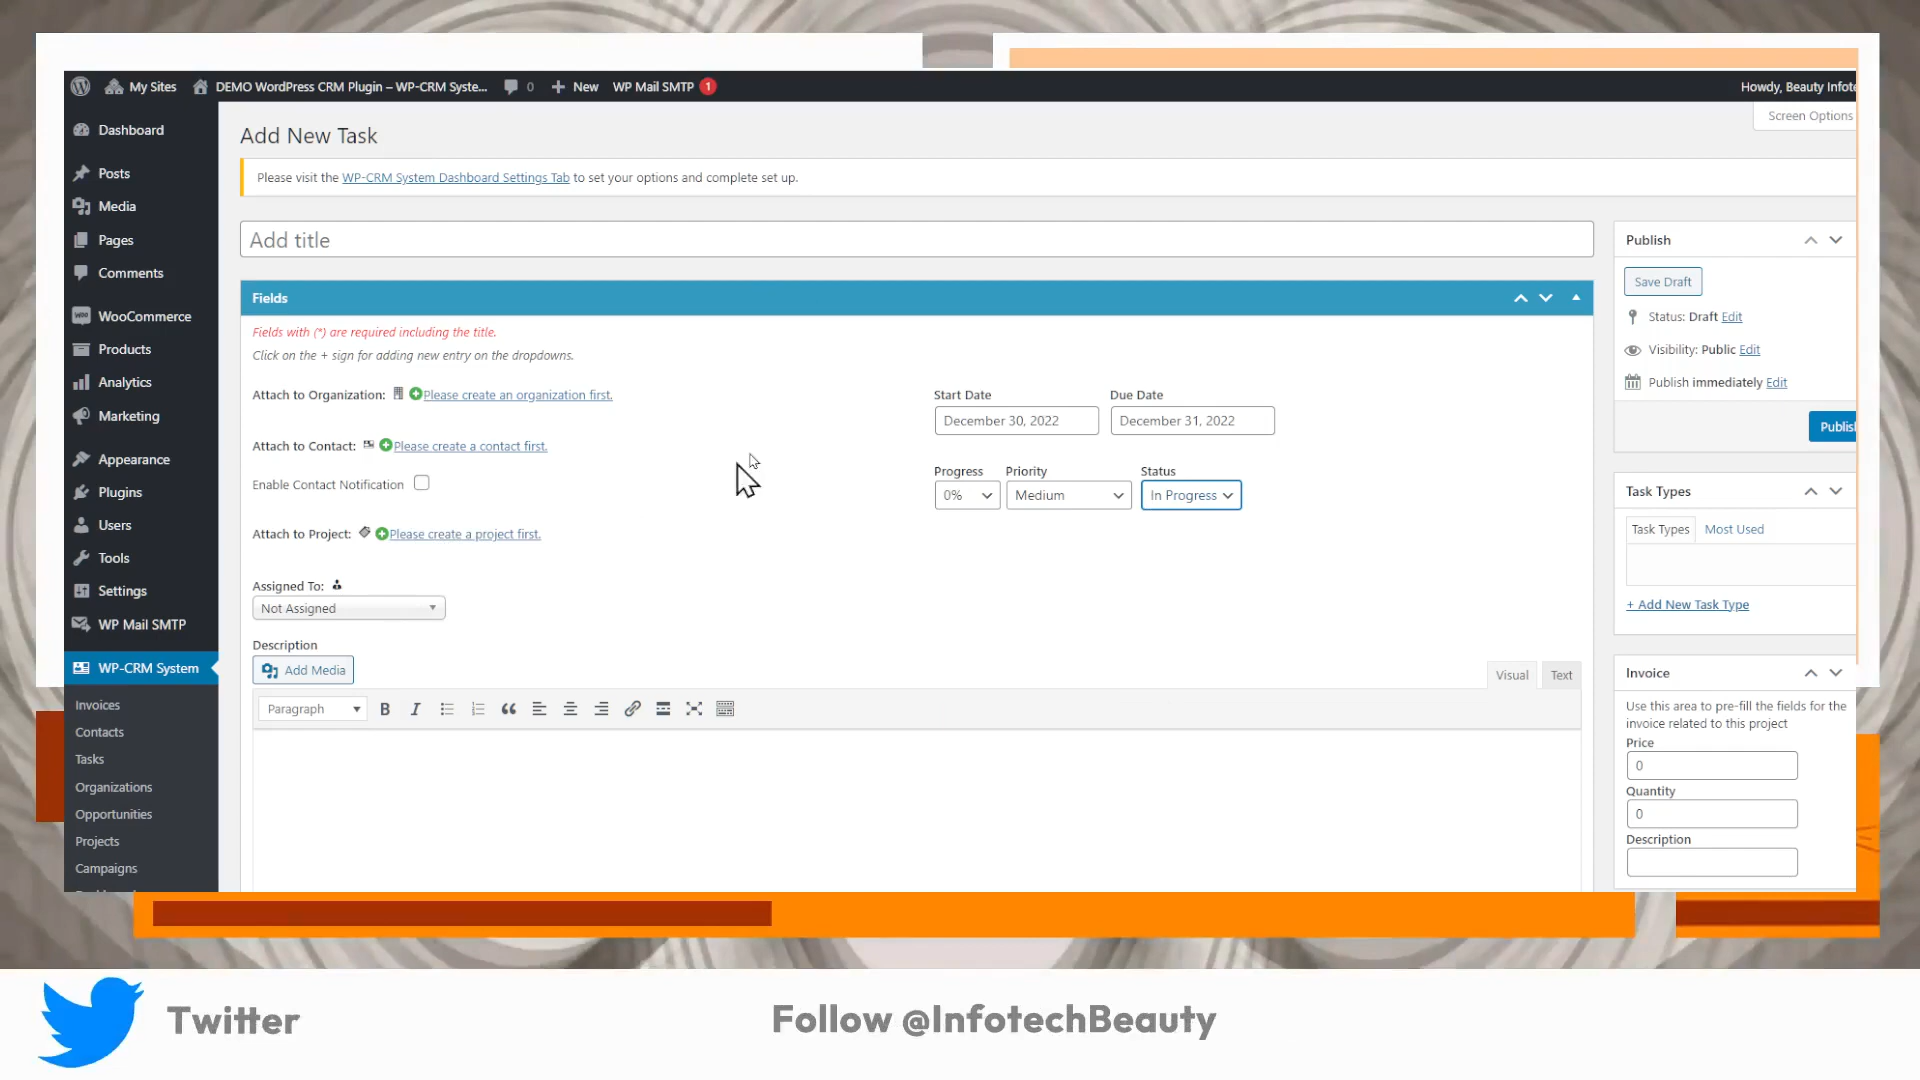 My Sites
DEMO WordPress CRM Plugin – WP-CRM Syste...
0
New
WP Mail SMTP
1
Howdy, Beauty Infote
Dashboard
Posts
Media
Pages
Comments
WooCommerce
Products
Analytics
Marketing
Appearance
Plugins
Users
Tools
Settings
WP Mail SMTP
WP-CRM System
Invoices
Contacts
Tasks
Organizations
Opportunities
Projects
Campaigns
Screen Options
Add New Task
Please visit the WP-CRM System Dashboard Settings Tab to set your options and complete set up.
Add title
Fields
Fields with (*) are required including the title.
Click on the + sign for adding new entry on the dropdowns.
Attach to Organization: Please create an organization first.
Attach to Contact: Please create a contact first.
Enable Contact Notification
Attach to Project: Please create a project first.
Assigned To:
Not Assigned
Start Date
December 30, 2022
Due Date
December 31, 2022
Progress
0%
Priority
Medium
Status
In Progress
Description
Add Media
Visual
Text
Paragraph
B
I
Publish
Save Draft
Status: Draft Edit
Visibility: Public Edit
Publish immediately Edit
Publish
Task Types
Task Types
Most Used
+ Add New Task Type
Invoice
Use this area to pre-fill the fields for the
invoice related to this project
Price
0
Quantity
0
Description
Twitter
Follow @InfotechBeauty